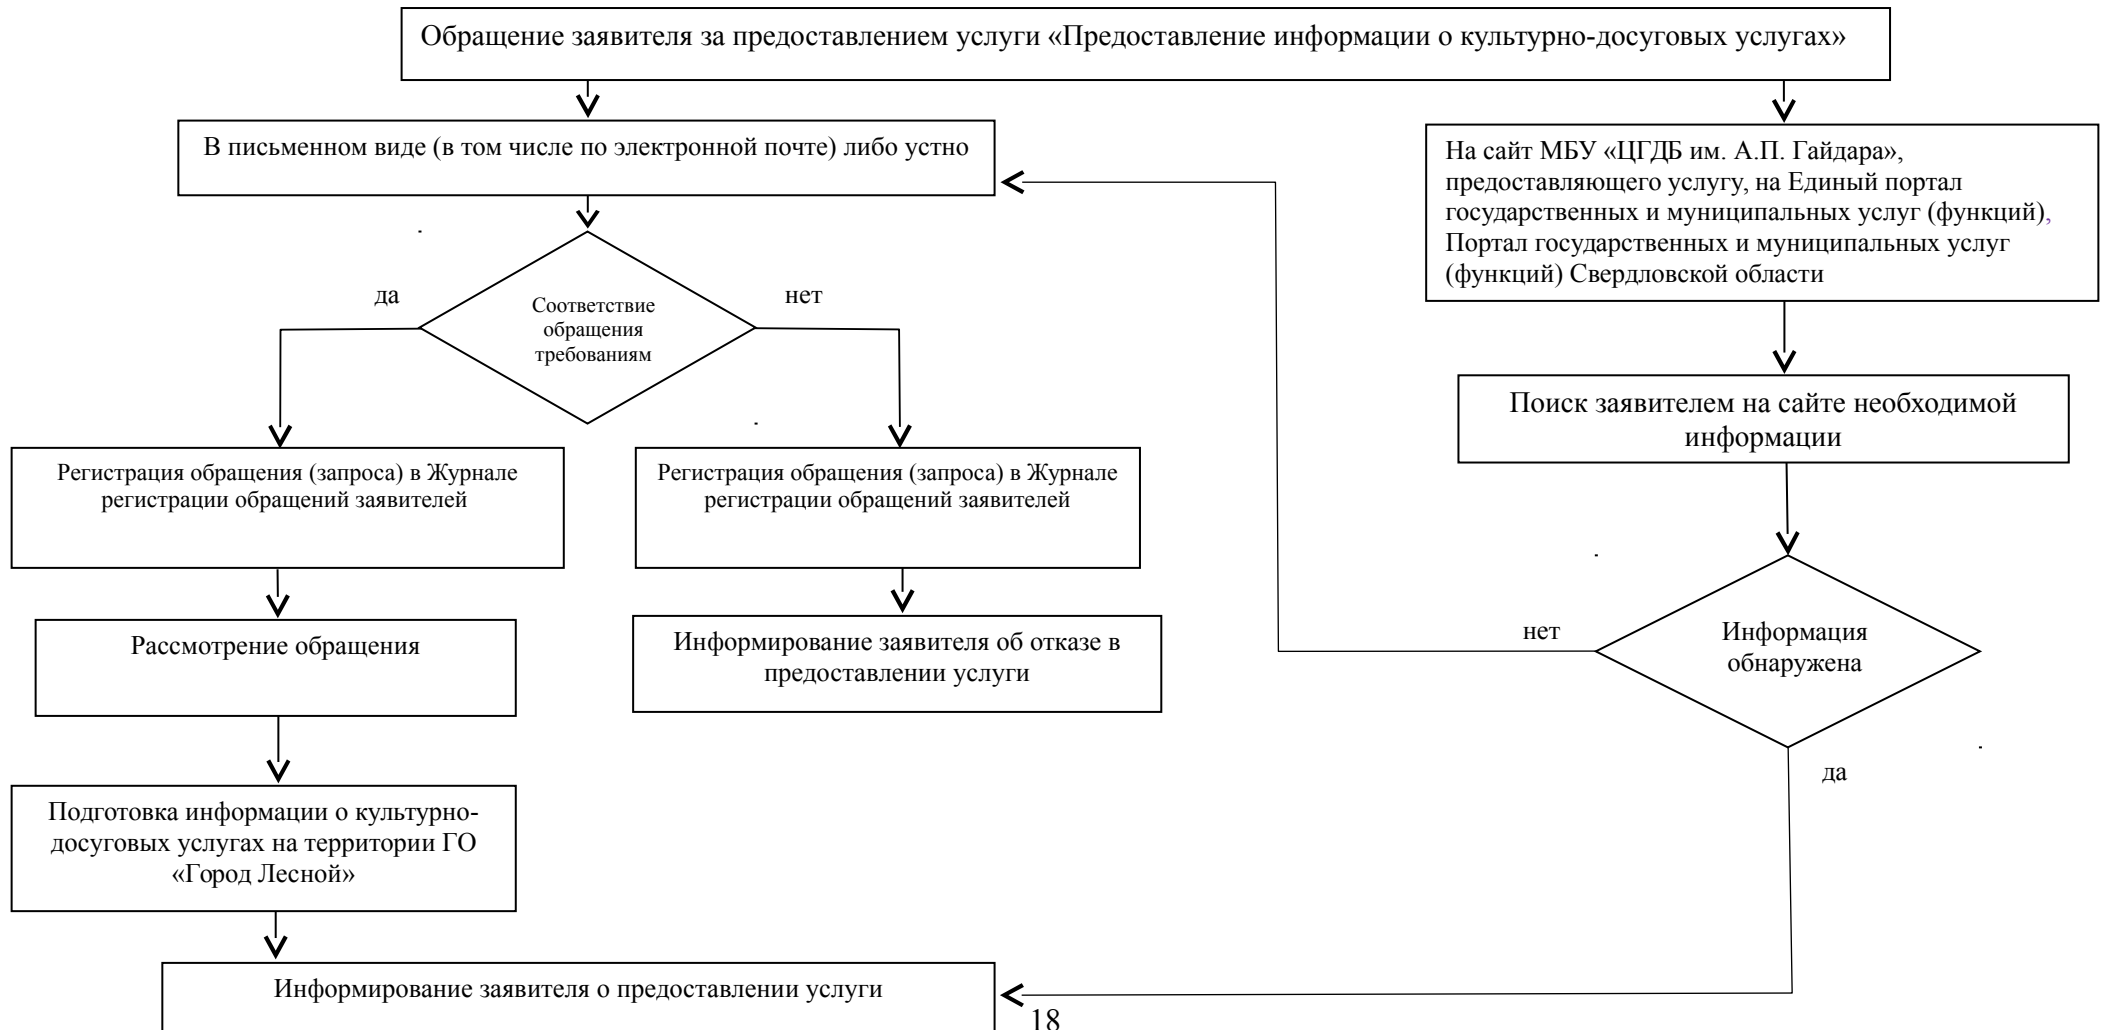 Обращение заявителя за предоставлением услуги «Предоставление информации о культурно-досуговых услугах»
В письменном виде (в том числе по электронной почте) либо устно
На сайт МБУ «ЦГДБ им. А.П. Гайдара»,
предоставляющего услугу, на Единый портал
государственных и муниципальных услуг (функций),
Портал государственных и муниципальных услуг
(функций) Свердловской области
да
нет
Соответствие
обращения
требованиям
Поиск заявителем на сайте необходимой
информации
Регистрация обращения (запроса) в Журнале
регистрации обращений заявителей
Регистрация обращения (запроса) в Журнале
регистрации обращений заявителей
Рассмотрение обращения
Информирование заявителя об отказе в
предоставлении услуги
нет
Информация
обнаружена
да
Подготовка информации о культурно-
досуговых услугах на территории ГО
«Город Лесной»
Информирование заявителя о предоставлении услуги
18